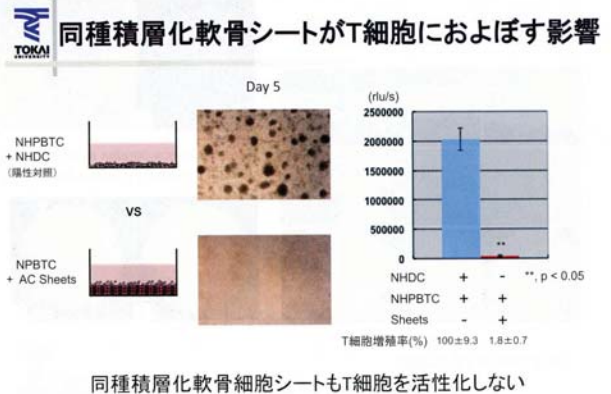 TOKAI
UNIVERSITY
同種積層化軟骨シートがT細胞におよぼす影響
Day 5
NHPBTC
+ NHDC
(陽性対照)
VS
NPBTC
+ AC Sheets
(rlu/s)
2500000
2000000
1500000
1000000
500000
0
**
NHDC + -
**, p < 0.05
NHPBTC + +
Sheets - +
T細胞増殖率(%) 100±9.3 1.8±0.7
同種積層化軟骨細胞シートもT細胞を活性化しない